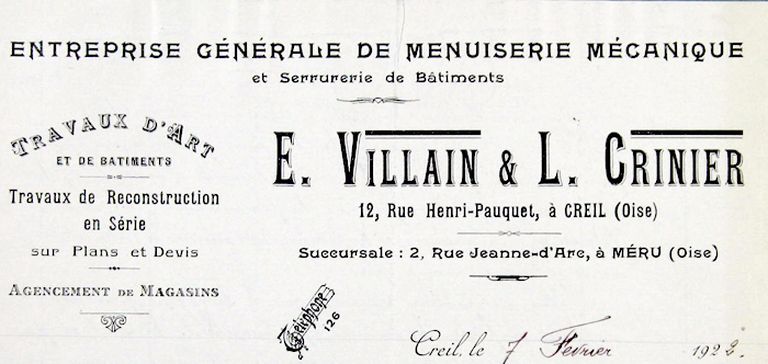 ENTREPRISE GÉNÉRALE DE MENUISERIE MÉCANIQUE
et Serrurerie de Bâtiments
TRAVAUX D'ART
ET DE BATIMENTS
Travaux de Reconstruction
en Série
sur Plans et Devis
AGENCEMENT DE MAGASINS
E. VILLAIN & L. CRINIER
12, Rue Henri-Pauquet, à CREIL (Oise)
Succursale : 2, Rue Jeanne-d'Arc, à MÉRU (Oise)
Téléphone
126
Creil, le 7 Fevrier 192